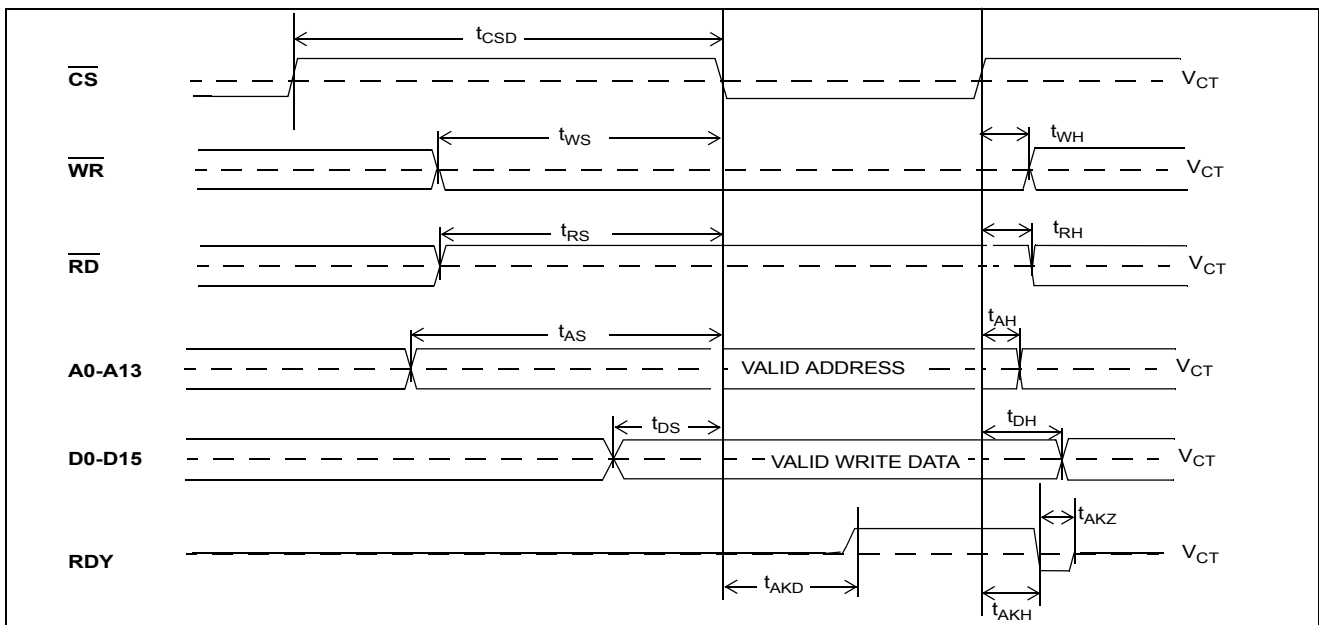 tCSD
CS VCT
tWS tWH
WR VCT
tRS tRH
RD VCT
tAS tAH
A0-A13 VALID ADDRESS VCT
tDS tDH
D0-D15 VALID WRITE DATA VCT
tAKZ
RDY VCT
tAKD
tAKH